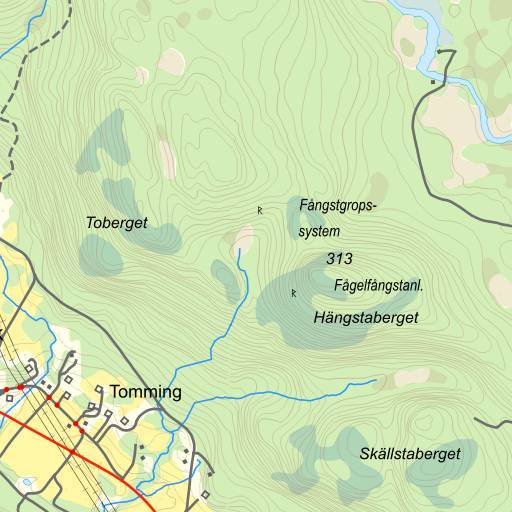 Fångstgrops-
system
Toberget
313
Fågelfångstanl.
Hängstaberget
Tomming
Skällstaberget